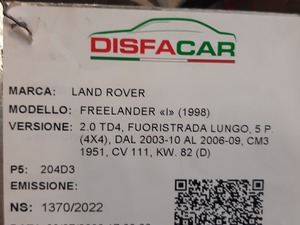 DISFACAR
MARCA: LAND ROVER
MODELLO: FREELANDER «I» (1998)
VERSIONE: 2.0 TD4, FUORISTRADA LUNGO, 5 P.
(4X4), DAL 2003-10 AL 2006-09, CM3
1951, CV 111, KW. 82 (D)
P5: 204D3
EMISSIONE:
NS: 1370/2022